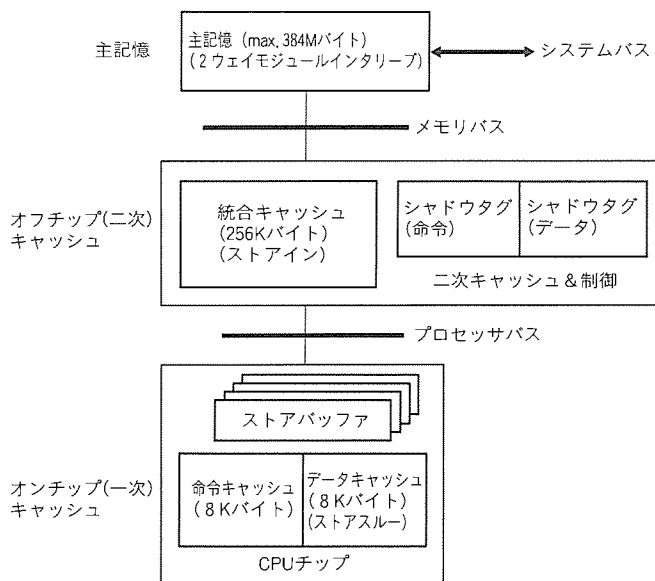 主記憶
主記憶 (max, 384Mバイト)
(2ウェイモジュールインタリーブ)
システムバス
メモリバス
オフチップ(二次)
キャッシュ
統合キャッシュ
(256Kバイト)
(ストアイン)
シャドウタグ
(命令)
シャドウタグ
(データ)
二次キャッシュ&制御
プロセッサバス
ストアバッファ
オンチップ(一次)
キャッシュ
命令キャッシュ
(8Kバイト)
データキャッシュ
(8Kバイト)
(ストアスルー)
CPUチップ